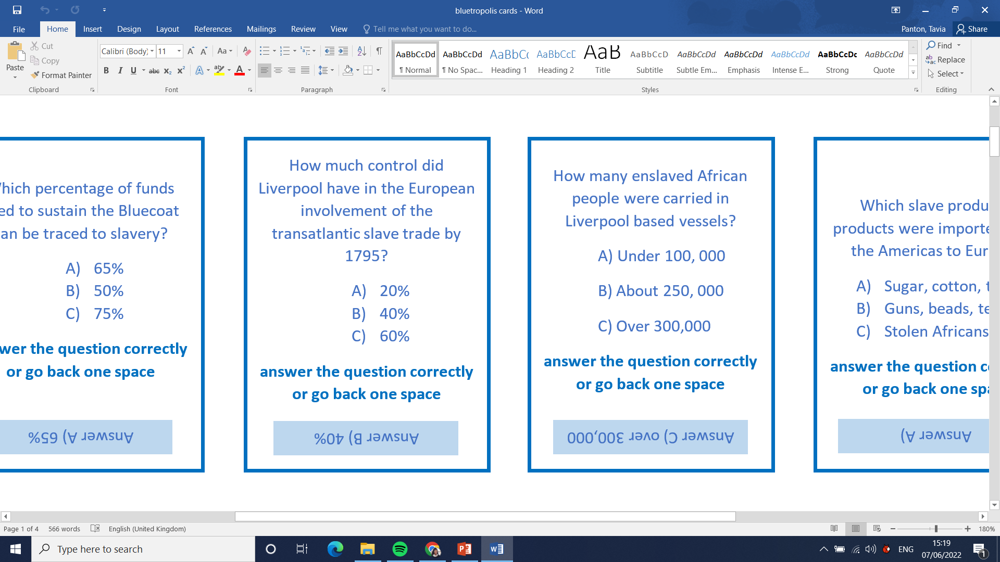 bluetropolis cards - Word
File Home Insert Design Layout References Mailings Review View Tell me what you want to do... Panton, Tavia Share
Paste
Cut
Copy
Format Painter
Clipboard
Calibri (Body) 11
Font
Paragraph
AaBbCcDd AaBbCcDd AaBbCc AaBbCcD AaB AaBbCcD AaBbCcDd AaBbCcDd AaBbCcDd AaBbCcDc AaBbCcDd
¶ Normal ¶ No Spac... Heading 1 Heading 2 Title Subtitle Subtle Em... Emphasis Intense E... Strong Quote
Styles
Find
Replace
Select
Editing
hich percentage of funds
ed to sustain the Bluecoat
an be traced to slavery?
A) 65%
B) 50%
C) 75%
wer the question correctly
or go back one space
Answer A) 65%
How much control did
Liverpool have in the European
involvement of the
transatlantic slave trade by
1795?
A) 20%
B) 40%
C) 60%
answer the question correctly
or go back one space
Answer B) 40%
How many enslaved African
people were carried in
Liverpool based vessels?
A) Under 100, 000
B) About 250, 000
C) Over 300,000
answer the question correctly
or go back one space
Answer C) over 300,000
Which slave produ
products were importe
the Americas to Eur
A) Sugar, cotton, t
B) Guns, beads, te
C) Stolen Africans
answer the question c
or go back one spa
Answer A)
Page 1 of 4 566 words English (United Kingdom) 180%
Type here to search
ENG
15:19
07/06/2022
1